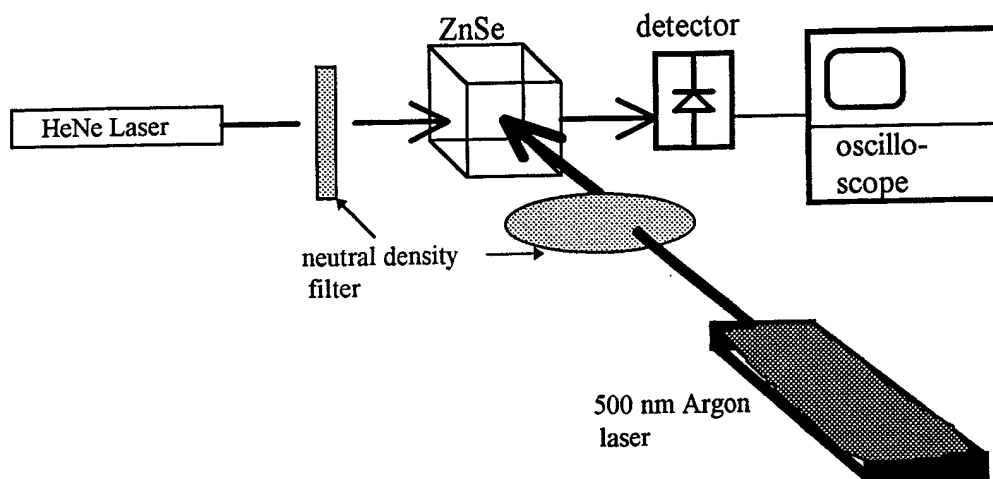 ZnSe
detector
HeNe Laser
oscillo-
scope
neutral density
filter
500 nm Argon
laser